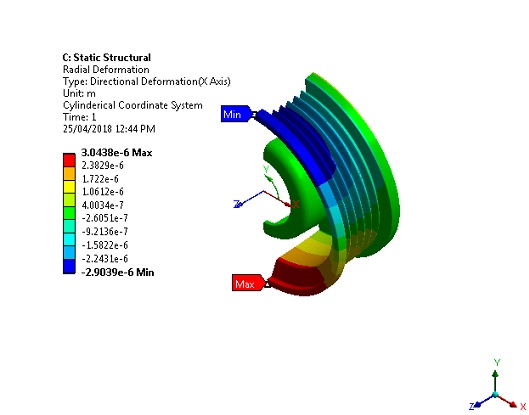 C: Static Structural
Radial Deformation
Type: Directional Deformation(X Axis)
Unit: m
Cylinderical Coordinate System
Time: 1
25/04/2018 12:44 PM
3.0438e-6 Max
2.3829e-6
1.722e-6
1.0612e-6
4.0034e-7
-2.6051e-7
-9.2136e-7
-1.5822e-6
-2.2431e-6
-2.9039e-6 Min
Min
Y
Z
X
Max
Y
Z
X